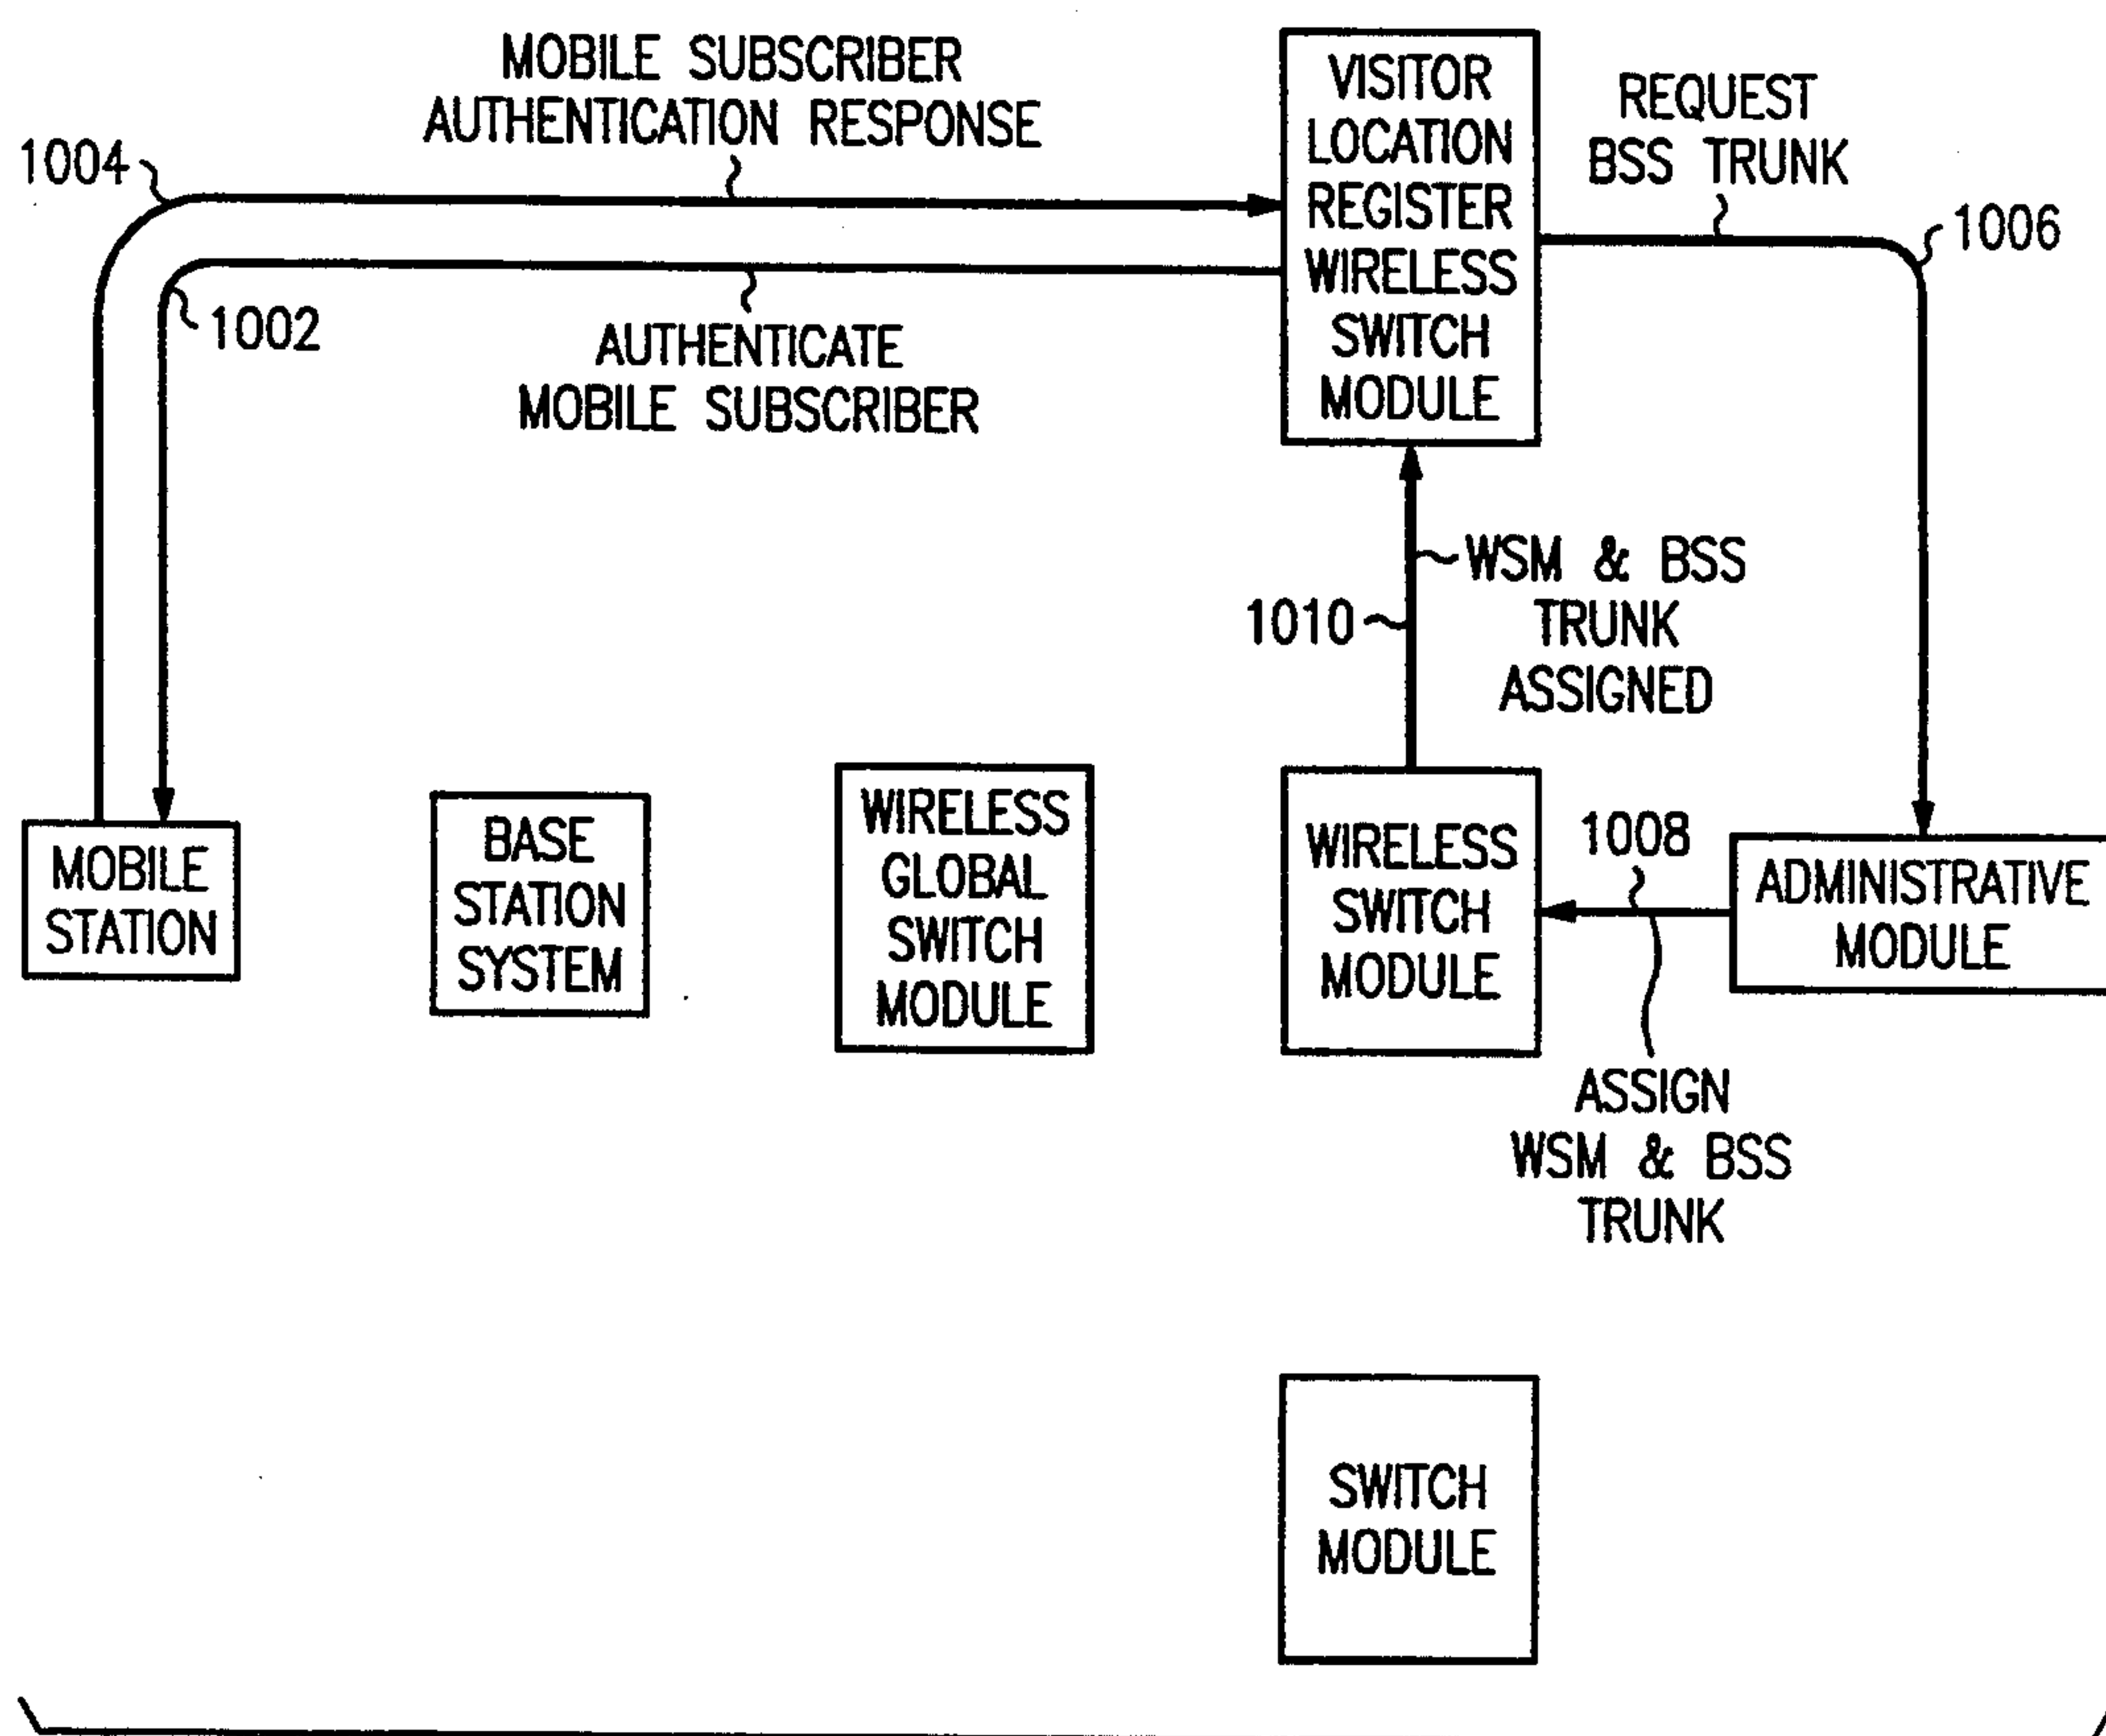 MOBILE SUBSCRIBER
AUTHENTICATION RESPONSE
1004
1002
AUTHENTICATE
MOBILE SUBSCRIBER
VISITOR
LOCATION
REGISTER
WIRELESS
SWITCH
MODULE
REQUEST
BSS TRUNK
1006
WSM & BSS
TRUNK
ASSIGNED
1010
MOBILE
STATION
BASE
STATION
SYSTEM
WIRELESS
GLOBAL
SWITCH
MODULE
WIRELESS
SWITCH
MODULE
1008
ADMINISTRATIVE
MODULE
ASSIGN
WSM & BSS
TRUNK
SWITCH
MODULE